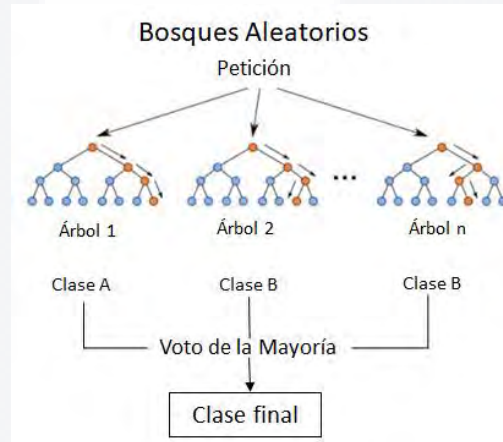 Bosques Aleatorios
Petición
...
Árbol 1
Árbol 2
Árbol n
Clase A
Clase B
Clase B
Voto de la Mayoría
Clase final